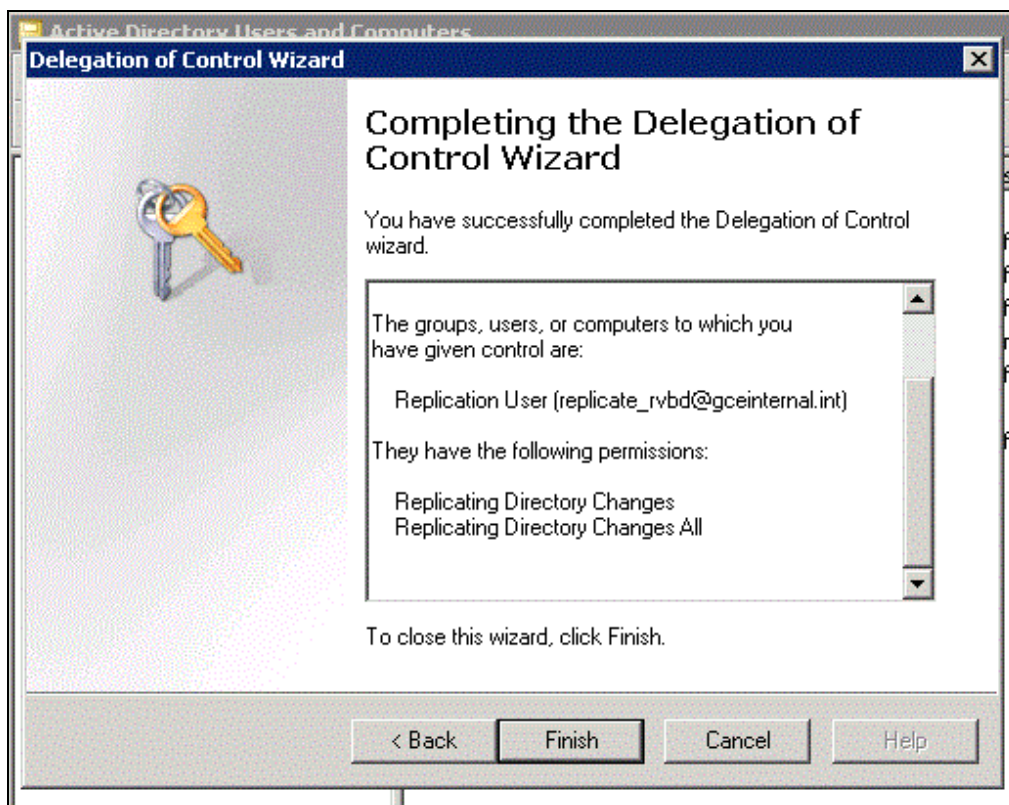 Active Directory Users and Computers
Delegation of Control Wizard
Completing the Delegation of
Control Wizard
You have successfully completed the Delegation of Control
wizard.
The groups, users, or computers to which you
have given control are:
Replication User (replicate_rvbd@gceinternal.int)
They have the following permissions:
Replicating Directory Changes
Replicating Directory Changes All
To close this wizard, click Finish.
< Back
Finish
Cancel
Help